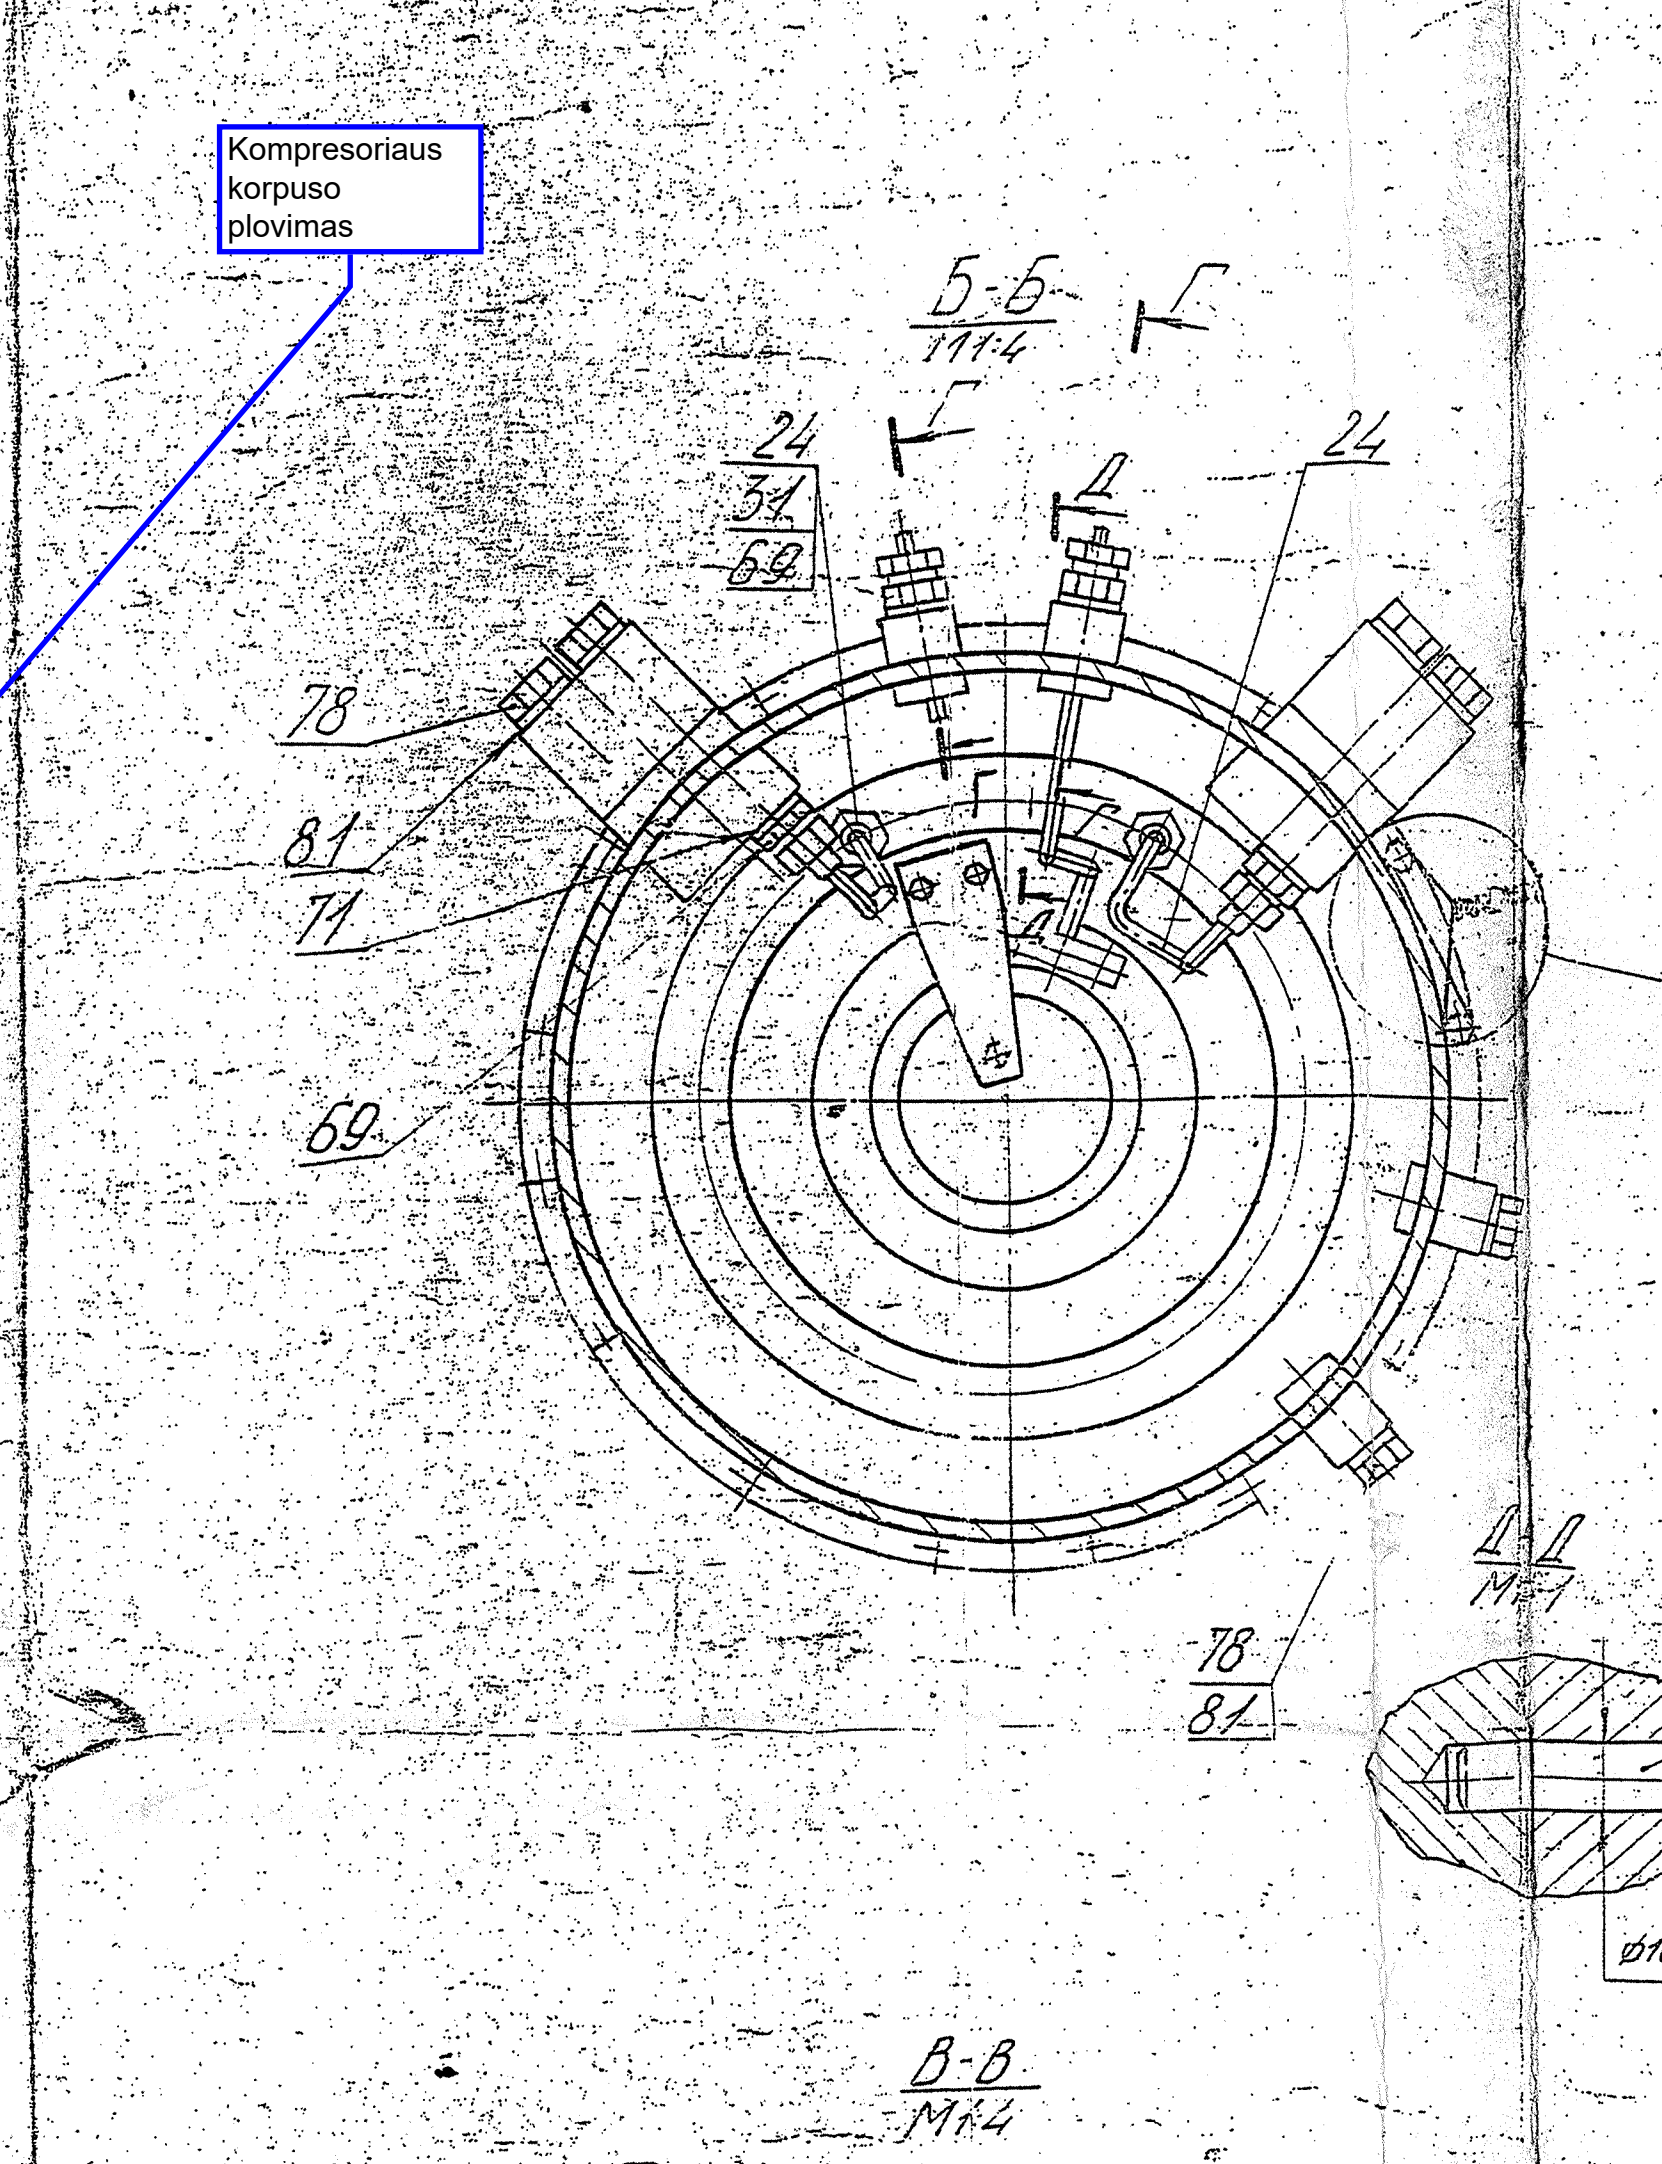 Kompresoriaus
korpuso
plovimas
Б-Б
М1:4
Г
Г
24
31
69
Д
24
78
81
71
Г
Г
Д
69
Д-Д
М1:1
78
81
В-В
М1:4